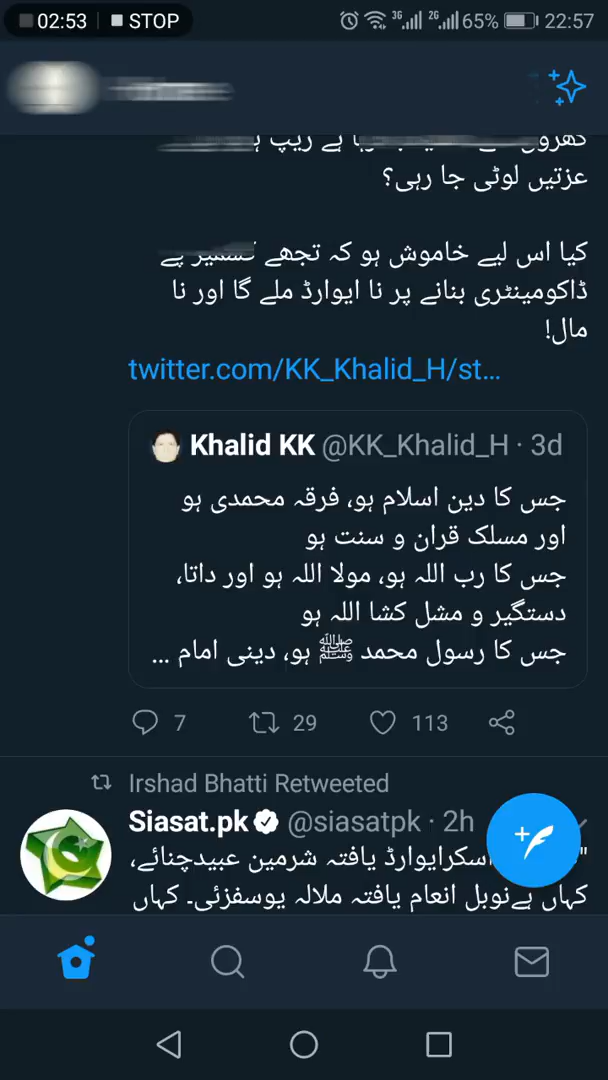 02:53 STOP 3G 2G 65% 22:57
عزتیں لوٹی جا رہی؟
کیا اس لیے خاموش ہو کہ تجھے کشمیر پے
ڈاکومینٹری بنانے پر نا ایوارڈ ملے گا اور نا
مال!
twitter.com/KK_Khalid_H/st...
Khalid KK @KK_Khalid_H · 3d
جس کا دین اسلام ہو، فرقہ محمدی ہو
اور مسلک قران و سنت ہو
جس کا رب اللہ ہو، مولا اللہ ہو اور داتا،
دستگیر و مشل کشا اللہ ہو
جس کا رسول محمد ﷺ ہو، دینی امام ...
7 29 113
Irshad Bhatti Retweeted
Siasat.pk @siasatpk · 2h
اسکرایوارڈ یافتہ شرمین عبیدچنائے،
کہاں ہےنوبل انعام یافتہ ملالہ یوسفزئی۔ کہاں